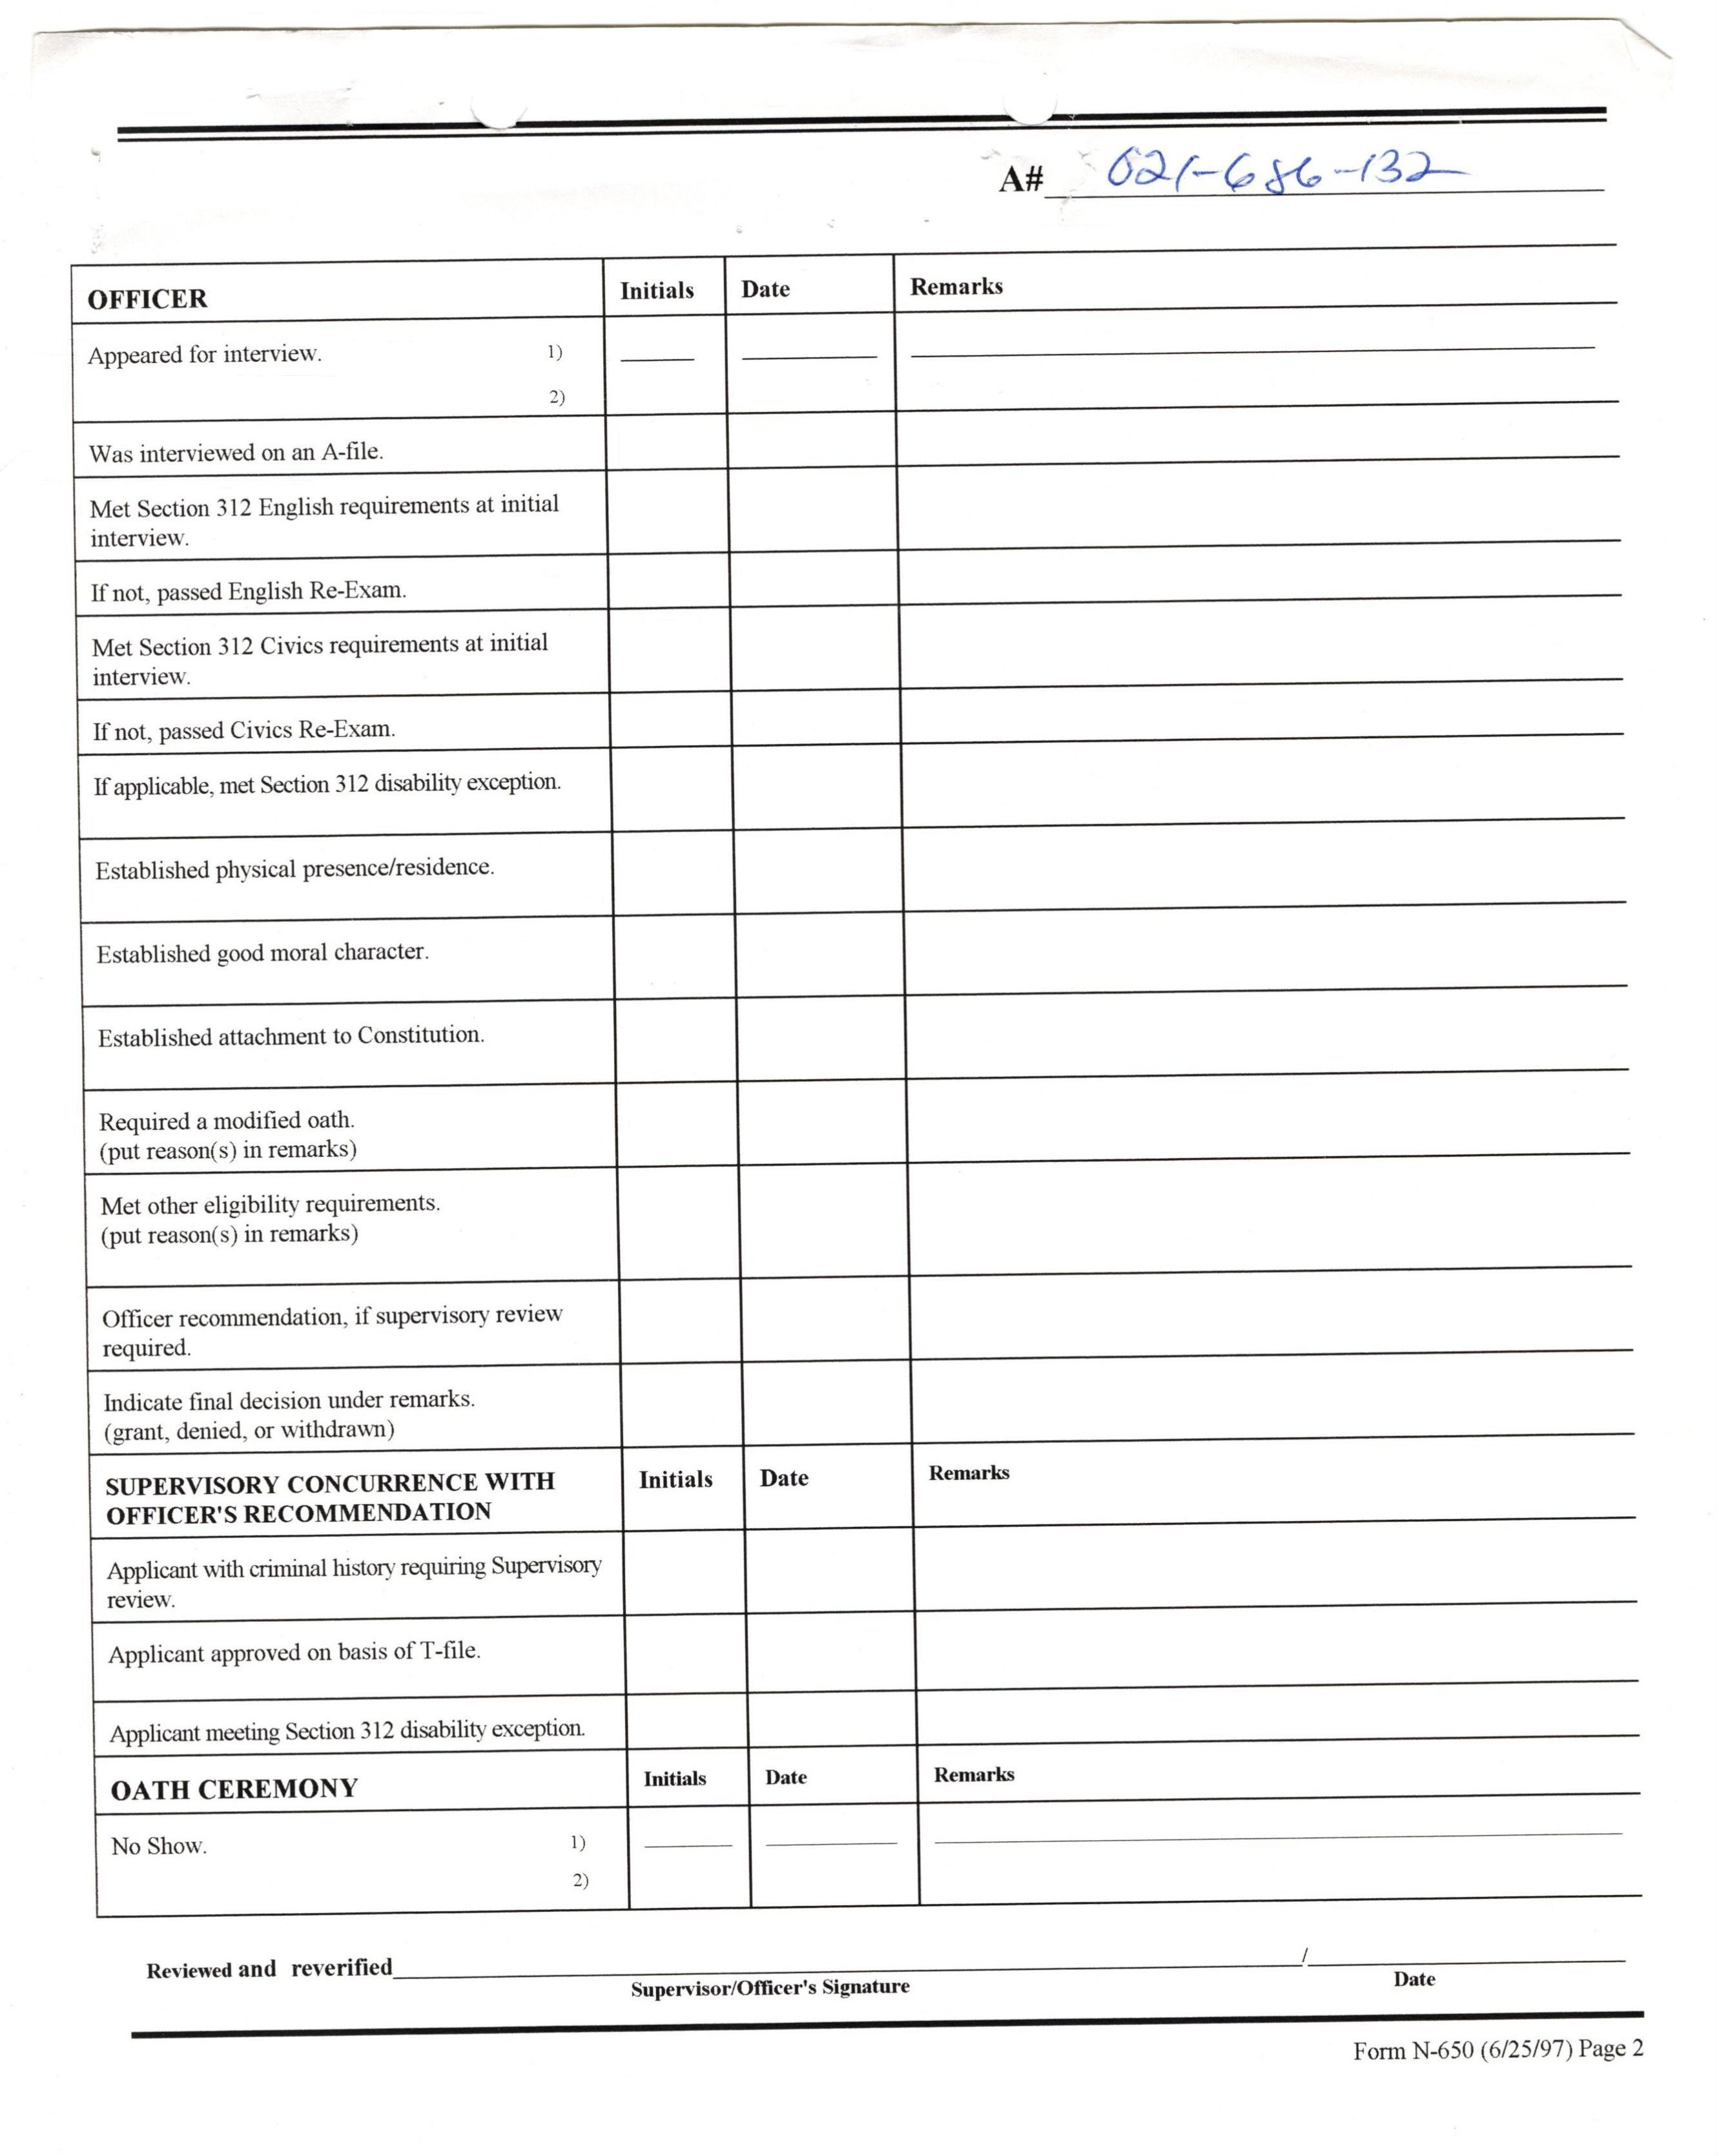 A# 021-686-132
OFFICER Initials Date Remarks
Appeared for interview. 1)
2)
Was interviewed on an A-file.
Met Section 312 English requirements at initial
interview.
If not, passed English Re-Exam.
Met Section 312 Civics requirements at initial
interview.
If not, passed Civics Re-Exam.
If applicable, met Section 312 disability exception.
Established physical presence/residence.
Established good moral character.
Established attachment to Constitution.
Required a modified oath.
(put reason(s) in remarks)
Met other eligibility requirements.
(put reason(s) in remarks)
Officer recommendation, if supervisory review
required.
Indicate final decision under remarks.
(grant, denied, or withdrawn)
SUPERVISORY CONCURRENCE WITH Initials Date Remarks
OFFICER'S RECOMMENDATION
Applicant with criminal history requiring Supervisory
review.
Applicant approved on basis of T-file.
Applicant meeting Section 312 disability exception.
OATH CEREMONY Initials Date Remarks
No Show. 1)
2)
Reviewed and reverified /
Supervisor/Officer's Signature Date
Form N-650 (6/25/97) Page 2